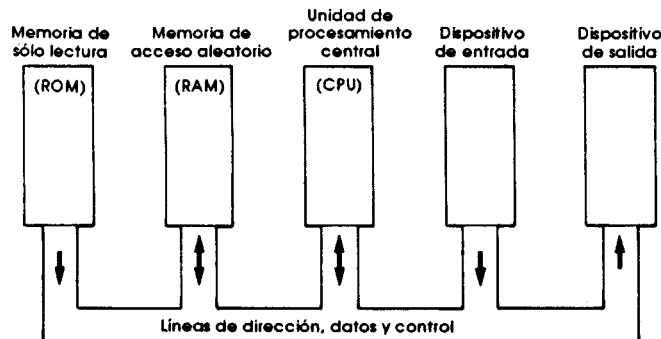 Memoria de
sólo lectura
(ROM)
Memoria de
acceso aleatorio
(RAM)
Unidad de
procesamiento
central
(CPU)
Dispositivo
de entrada
Dispositivo
de salida
Líneas de dirección, datos y control